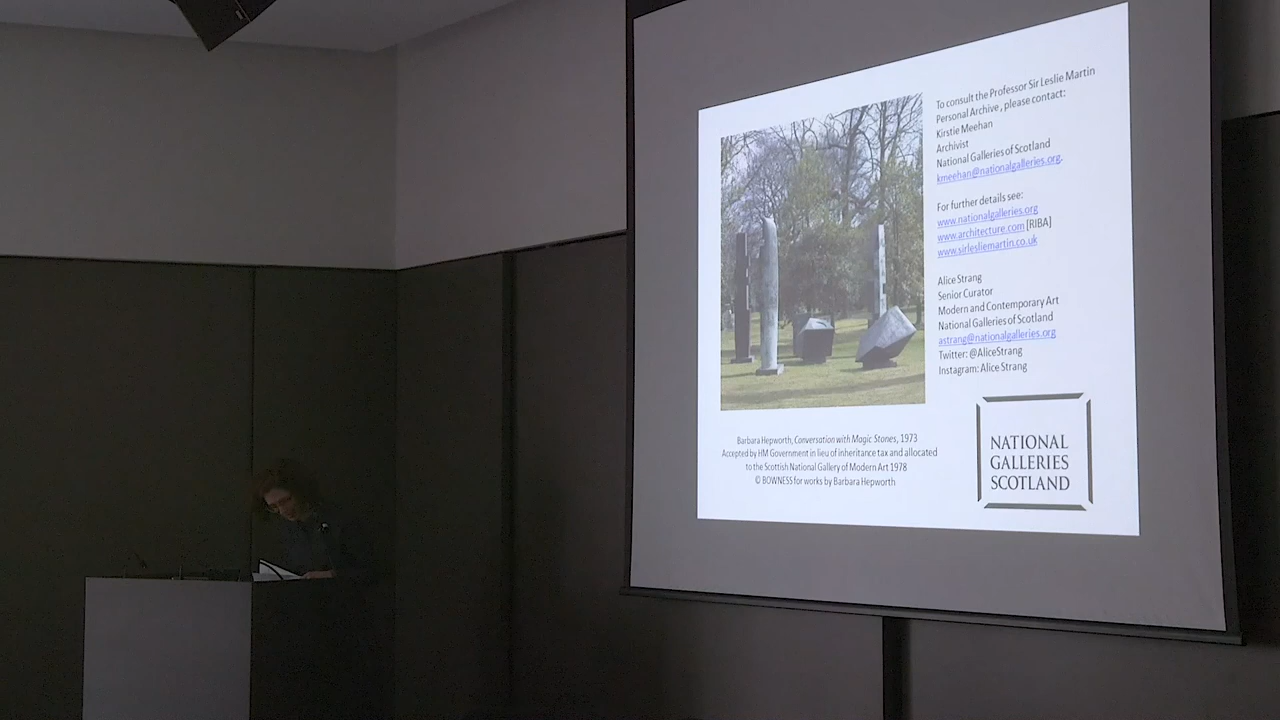 To consult the Professor Sir Leslie Martin
Personal Archive , please contact:
Kirstie Meehan
Archivist
National Galleries of Scotland
kmeehan@nationalgalleries.org.
For further details see:
www.nationalgalleries.org
www.architecture.com [RIBA]
www.sirlesliemartin.co.uk
Alice Strang
Senior Curator
Modern and Contemporary Art
National Galleries of Scotland
astrang@nationalgalleries.org
Twitter: @AliceStrang
Instagram: Alice Strang
Barbara Hepworth, Conversation with Magic Stones, 1973
Accepted by HM Government in lieu of inheritance tax and allocated
to the Scottish National Gallery of Modern Art 1978
© BOWNESS for works by Barbara Hepworth
NATIONAL
GALLERIES
SCOTLAND